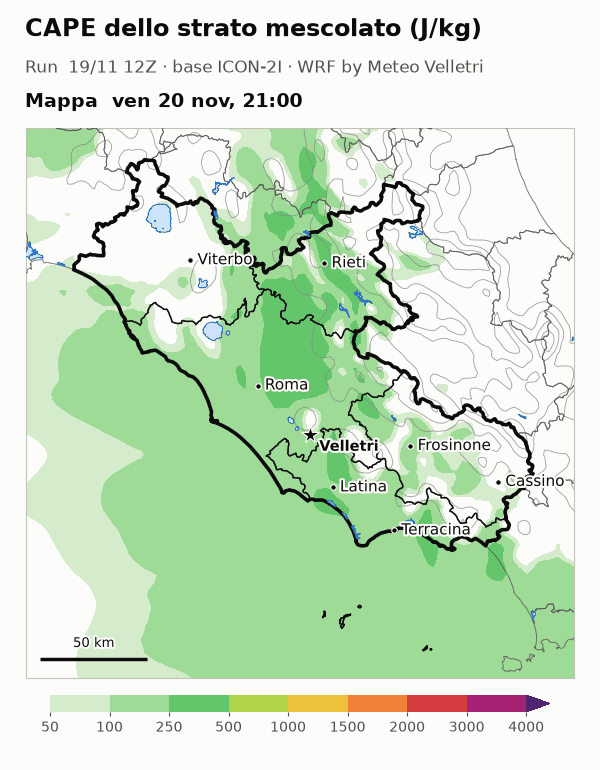 CAPE dello strato mescolato (J/kg)
Run 19/11 12Z · base ICON-2I · WRF by Meteo Velletri
Mappa ven 20 nov, 21:00
Viterbo
Rieti
Roma
Velletri
Frosinone
Cassino
Latina
Terracina
50 km
50 100 250 500 1000 1500 2000 3000 4000